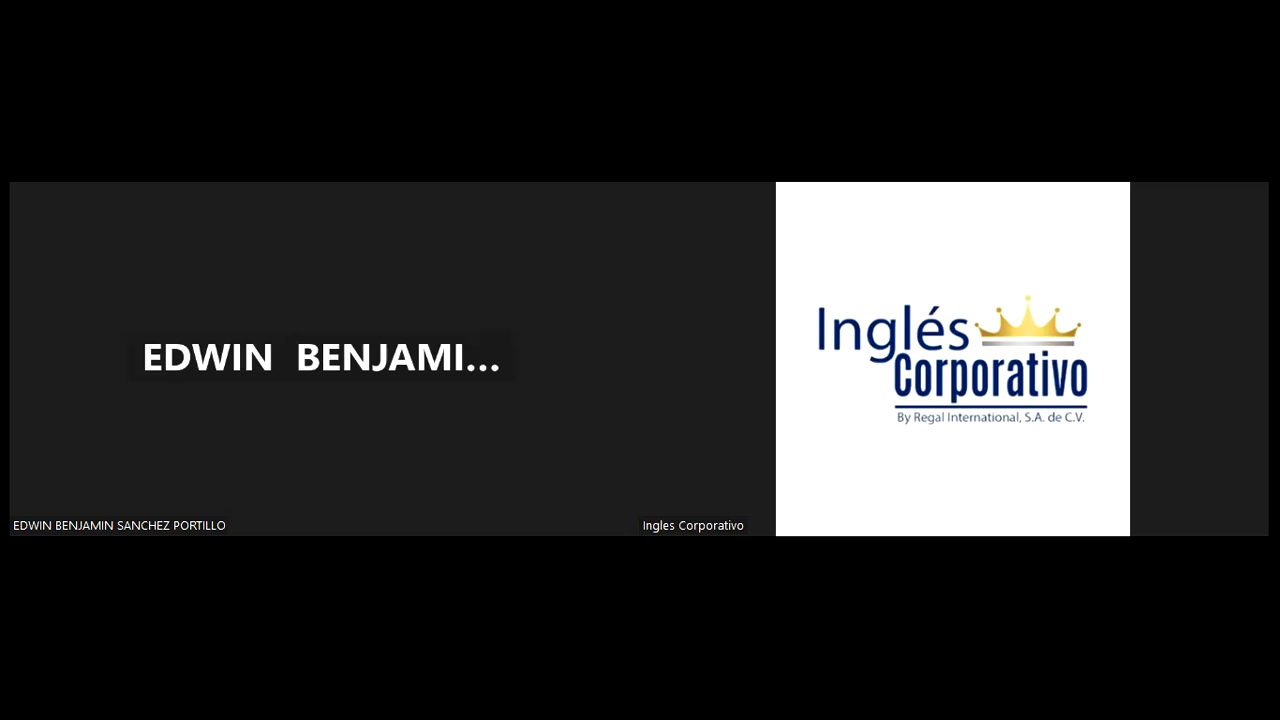 EDWIN BENJAMI...
EDWIN BENJAMIN SANCHEZ PORTILLO
Inglés
Corporativo
By Regal International, S.A. de C.V.
Ingles Corporativo